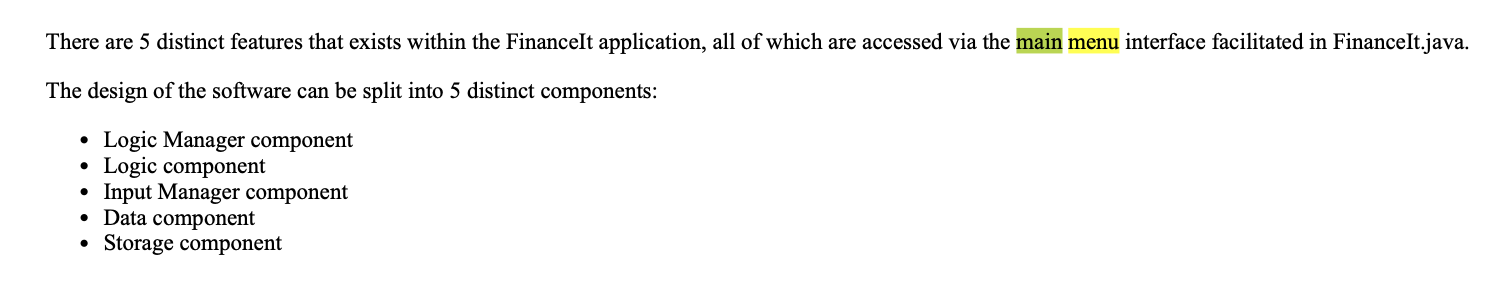 There are 5 distinct features that exists within the FinanceIt application, all of which are accessed via the main menu interface facilitated in FinanceIt.java.
The design of the software can be split into 5 distinct components:
• Logic Manager component
• Logic component
• Input Manager component
• Data component
• Storage component